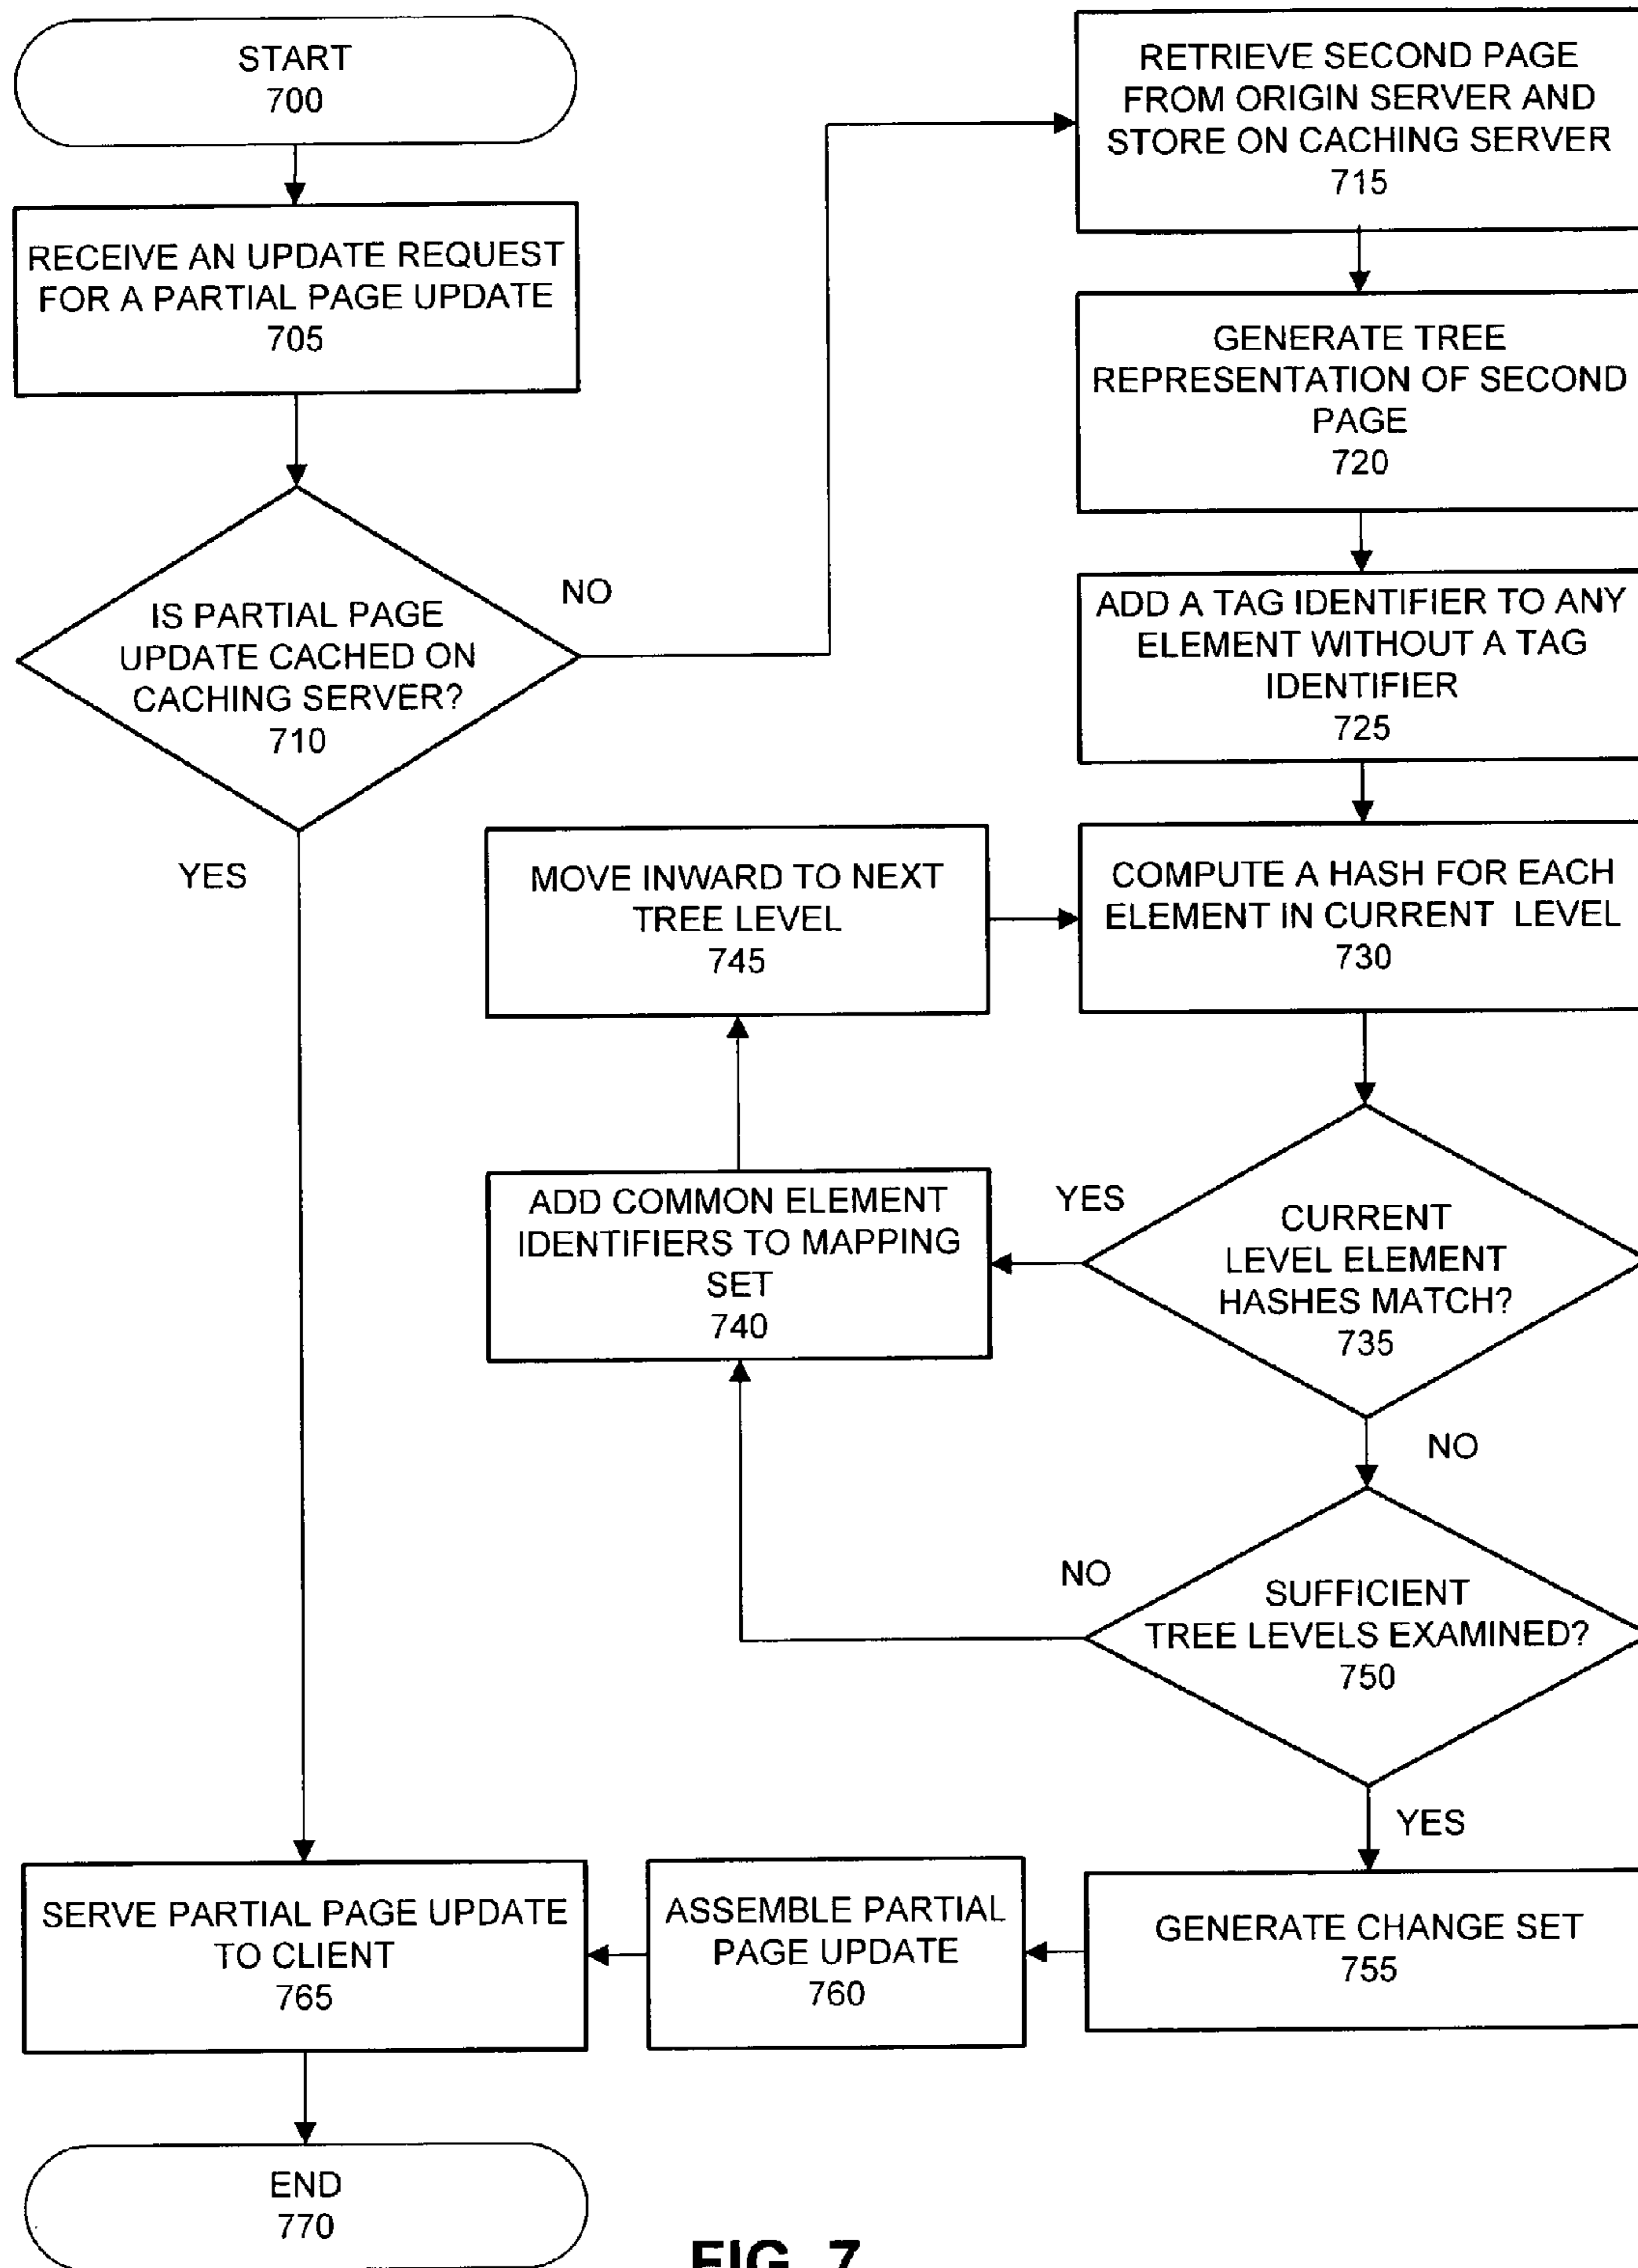 START
700
RECEIVE AN UPDATE REQUEST
FOR A PARTIAL PAGE UPDATE
705
IS PARTIAL PAGE
UPDATE CACHED ON
CACHING SERVER?
710
NO
YES
RETRIEVE SECOND PAGE
FROM ORIGIN SERVER AND
STORE ON CACHING SERVER
715
GENERATE TREE
REPRESENTATION OF SECOND
PAGE
720
ADD A TAG IDENTIFIER TO ANY
ELEMENT WITHOUT A TAG
IDENTIFIER
725
COMPUTE A HASH FOR EACH
ELEMENT IN CURRENT LEVEL
730
MOVE INWARD TO NEXT
TREE LEVEL
745
ADD COMMON ELEMENT
IDENTIFIERS TO MAPPING
SET
740
YES
CURRENT
LEVEL ELEMENT
HASHES MATCH?
735
NO
NO
SUFFICIENT
TREE LEVELS EXAMINED?
750
YES
GENERATE CHANGE SET
755
ASSEMBLE PARTIAL
PAGE UPDATE
760
SERVE PARTIAL PAGE UPDATE
TO CLIENT
765
END
770
FIG. 7